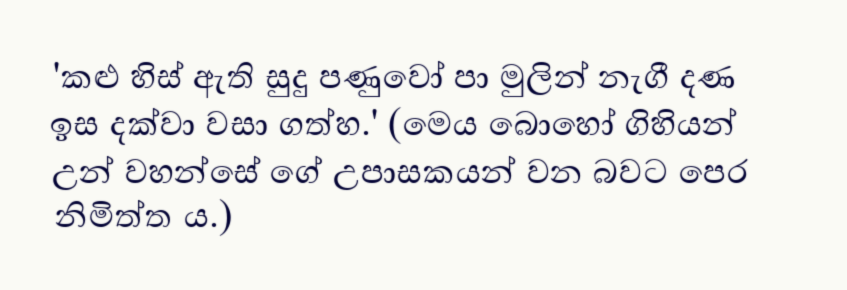 'කළු හිස් ඇති සුදු පණුවෝ පා මුලින් නැගී දණ
ඉස දක්වා වසා ගත්හ.' (මෙය බොහෝ ගිහියන්
උන් වහන්සේ ගේ උපාසකයන් වන බවට පෙර
නිමිත්ත ය.)